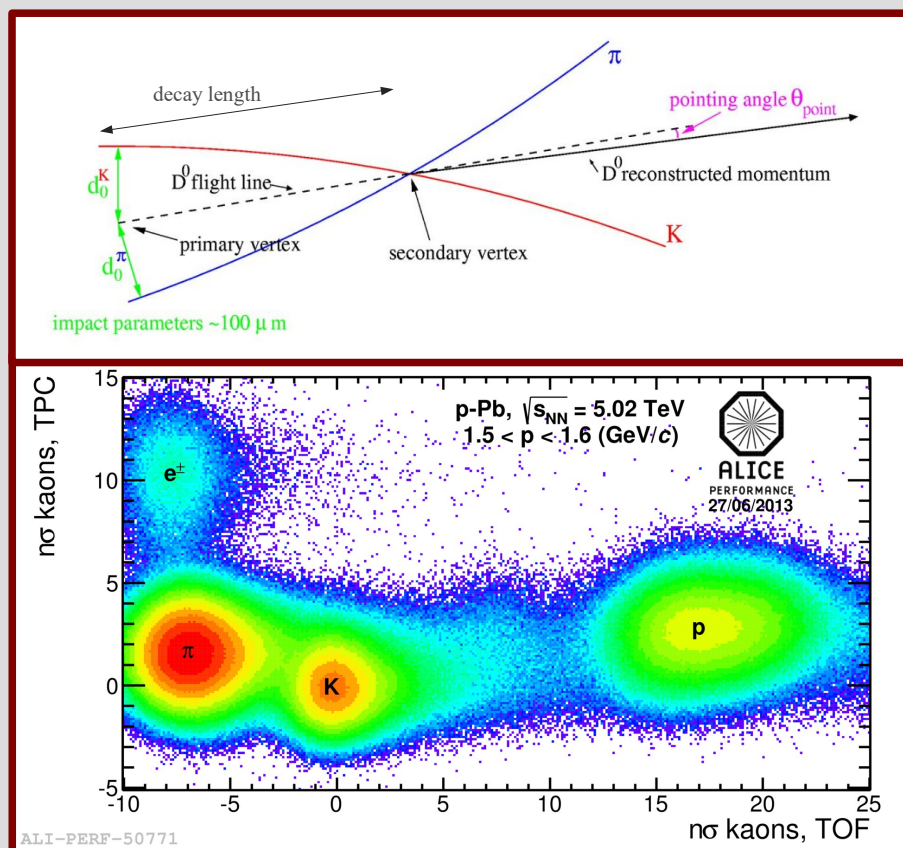 π
decay length
pointing angle θpoint
d0K
D0 flight line
D0 reconstructed momentum
primary vertex
secondary vertex
K
d0π
impact parameters ~100 μm
15
10
5
0
-5
nσ kaons, TPC
p-Pb, √sNN = 5.02 TeV
1.5 < p < 1.6 (GeV/c)
ALICE
PERFORMANCE
27/06/2013
e±
π
K
p
-10
-5
0
5
10
15
20
25
nσ kaons, TOF
ALI-PERF-50771